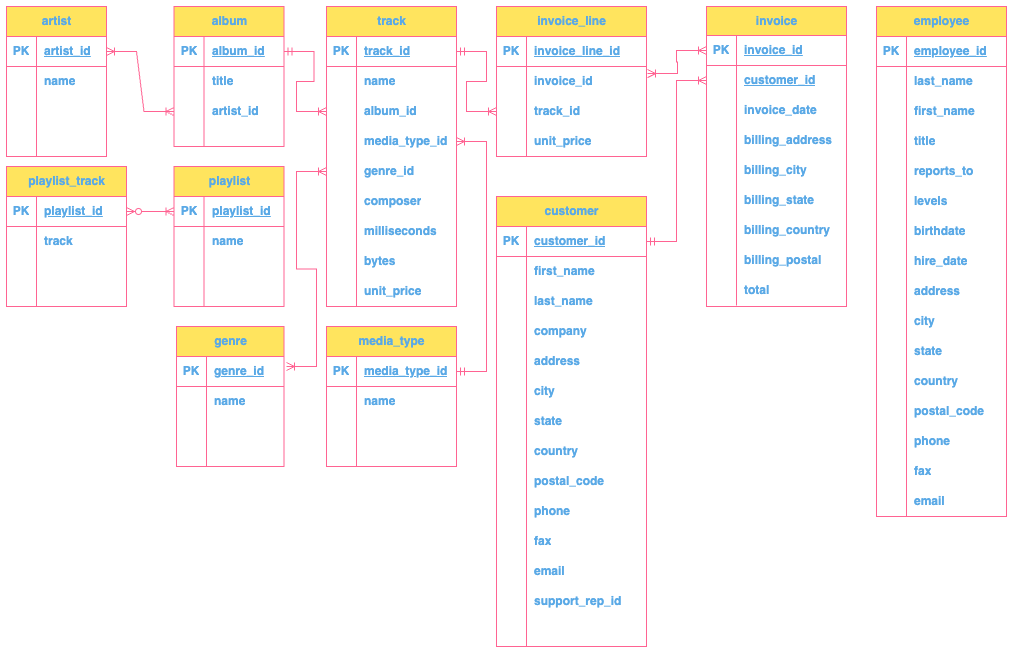 artist
PK artist_id
name
album
PK album_id
title
artist_id
track
PK track_id
name
album_id
media_type_id
genre_id
composer
milliseconds
bytes
unit_price
invoice_line
PK invoice_line_id
invoice_id
track_id
unit_price
invoice
PK invoice_id
customer_id
invoice_date
billing_address
billing_city
billing_state
billing_country
billing_postal
total
employee
PK employee_id
last_name
first_name
title
reports_to
levels
birthdate
hire_date
address
city
state
country
postal_code
phone
fax
email
playlist_track
PK playlist_id
track
playlist
PK playlist_id
name
customer
PK customer_id
first_name
last_name
company
address
city
state
country
postal_code
phone
fax
email
support_rep_id
genre
PK genre_id
name
media_type
PK media_type_id
name